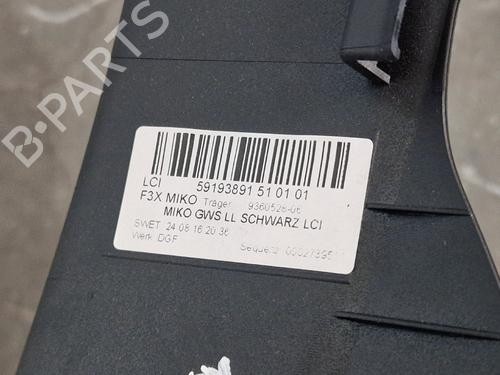 B-PARTS
LCI 59193891 51 01 01
F3X MIKO Träger 9360526-06
MIKO GWS LL SCHWARZ LCI
SWET 24.08.16 20:36
Werk: DGF Sequenz: